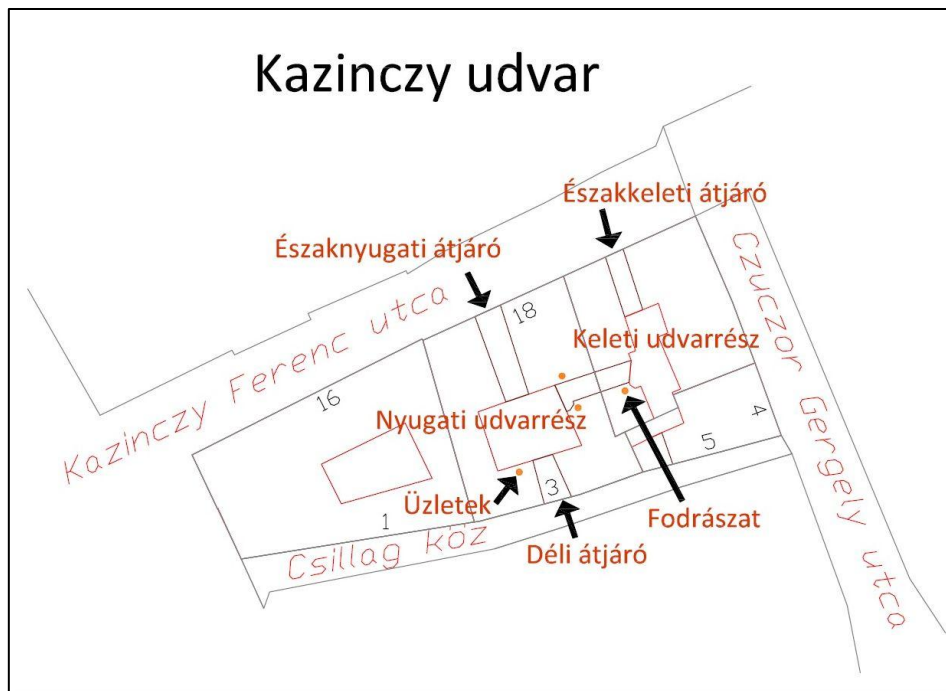 Kazinczy udvar
Északkeleti átjáró
Északnyugati átjáró
Kazinczy Ferenc utca
18
Czuczor Gergely utca
Keleti udvarrész
16
Nyugati udvarrész
4
5
Üzletek
3
Fodrászat
1
Csillag köz
Déli átjáró